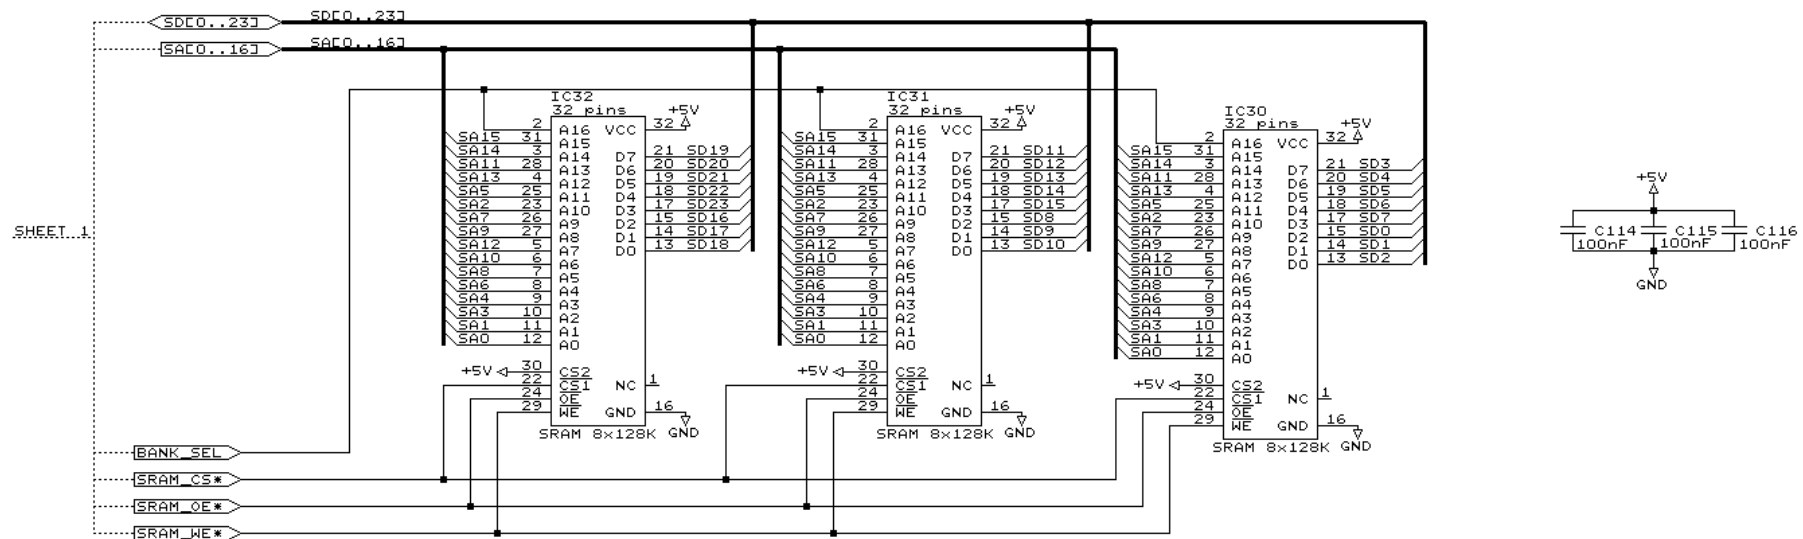 SD[0..23] SD[0..23]
SA[0..16] SA[0..16]
SHEET 1
BANK_SEL
SRAM_CS*
SRAM_OE*
SRAM_WE*
IC32
32 pins
+5V
2 A16 VCC 32
SA15 31 A15
SA14 3 A14 D7 21 SD19
SA11 28 A13 D6 20 SD20
SA13 4 A12 D5 19 SD21
SA5 25 A11 D4 18 SD22
SA2 23 A10 D3 17 SD23
SA7 26 A9 D2 15 SD16
SA9 27 A8 D1 14 SD17
SA12 5 A7 D0 13 SD18
SA10 6 A6
SA8 7 A5
SA6 8 A4
SA4 9 A3
SA3 10 A2
SA1 11 A1
SA0 12 A0
+5V 30 CS2
22 CS1 NC 1
24 OE
29 WE GND 16
SRAM 8x128K GND
IC31
32 pins
+5V
2 A16 VCC 32
SA15 31 A15
SA14 3 A14 D7 21 SD11
SA11 28 A13 D6 20 SD12
SA13 4 A12 D5 19 SD13
SA5 25 A11 D4 18 SD14
SA2 23 A10 D3 17 SD15
SA7 26 A9 D2 15 SD8
SA9 27 A8 D1 14 SD9
SA12 5 A7 D0 13 SD10
SA10 6 A6
SA8 7 A5
SA6 8 A4
SA4 9 A3
SA3 10 A2
SA1 11 A1
SA0 12 A0
+5V 30 CS2
22 CS1 NC 1
24 OE
29 WE GND 16
SRAM 8x128K GND
IC30
32 pins
+5V
2 A16 VCC 32
SA15 31 A15
SA14 3 A14 D7 21 SD3
SA11 28 A13 D6 20 SD4
SA13 4 A12 D5 19 SD5
SA5 25 A11 D4 18 SD6
SA2 23 A10 D3 17 SD7
SA7 26 A9 D2 15 SD0
SA9 27 A8 D1 14 SD1
SA12 5 A7 D0 13 SD2
SA10 6 A6
SA8 7 A5
SA6 8 A4
SA4 9 A3
SA3 10 A2
SA1 11 A1
SA0 12 A0
+5V 30 CS2
22 CS1 NC 1
24 OE
29 WE GND 16
SRAM 8x128K GND
+5V
C114 C115 C116
100nF 100nF 100nF
GND